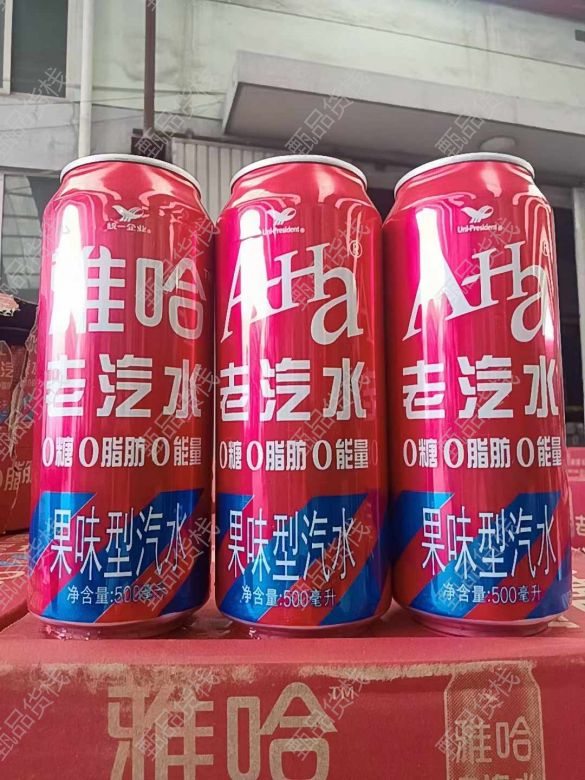 统一企业
雅哈
老汽水
0糖0脂肪0能量
果味型汽水
净含量:500毫升
Uni-President
AHa®
老汽水
0糖0脂肪0能量
果味型汽水
净含量:500毫升
Uni-President
AHa
老汽水
0糖0脂肪0能量
果味型汽水
净含量:500毫升
雅哈
雅哈
甄品货栈